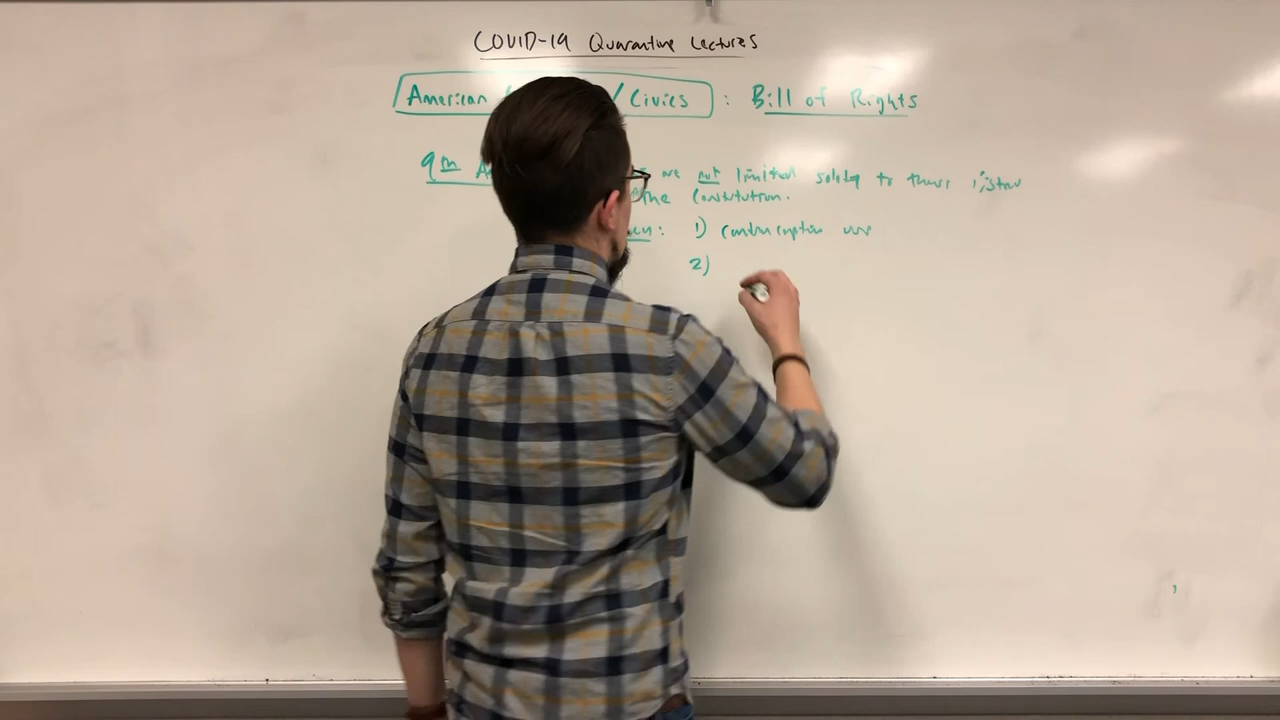 COVID-19 Quarantine Lectures
American / Civics : Bill of Rights
9th A are not limited solely to those listed
the Constitution.
: 1) contraception use
2)